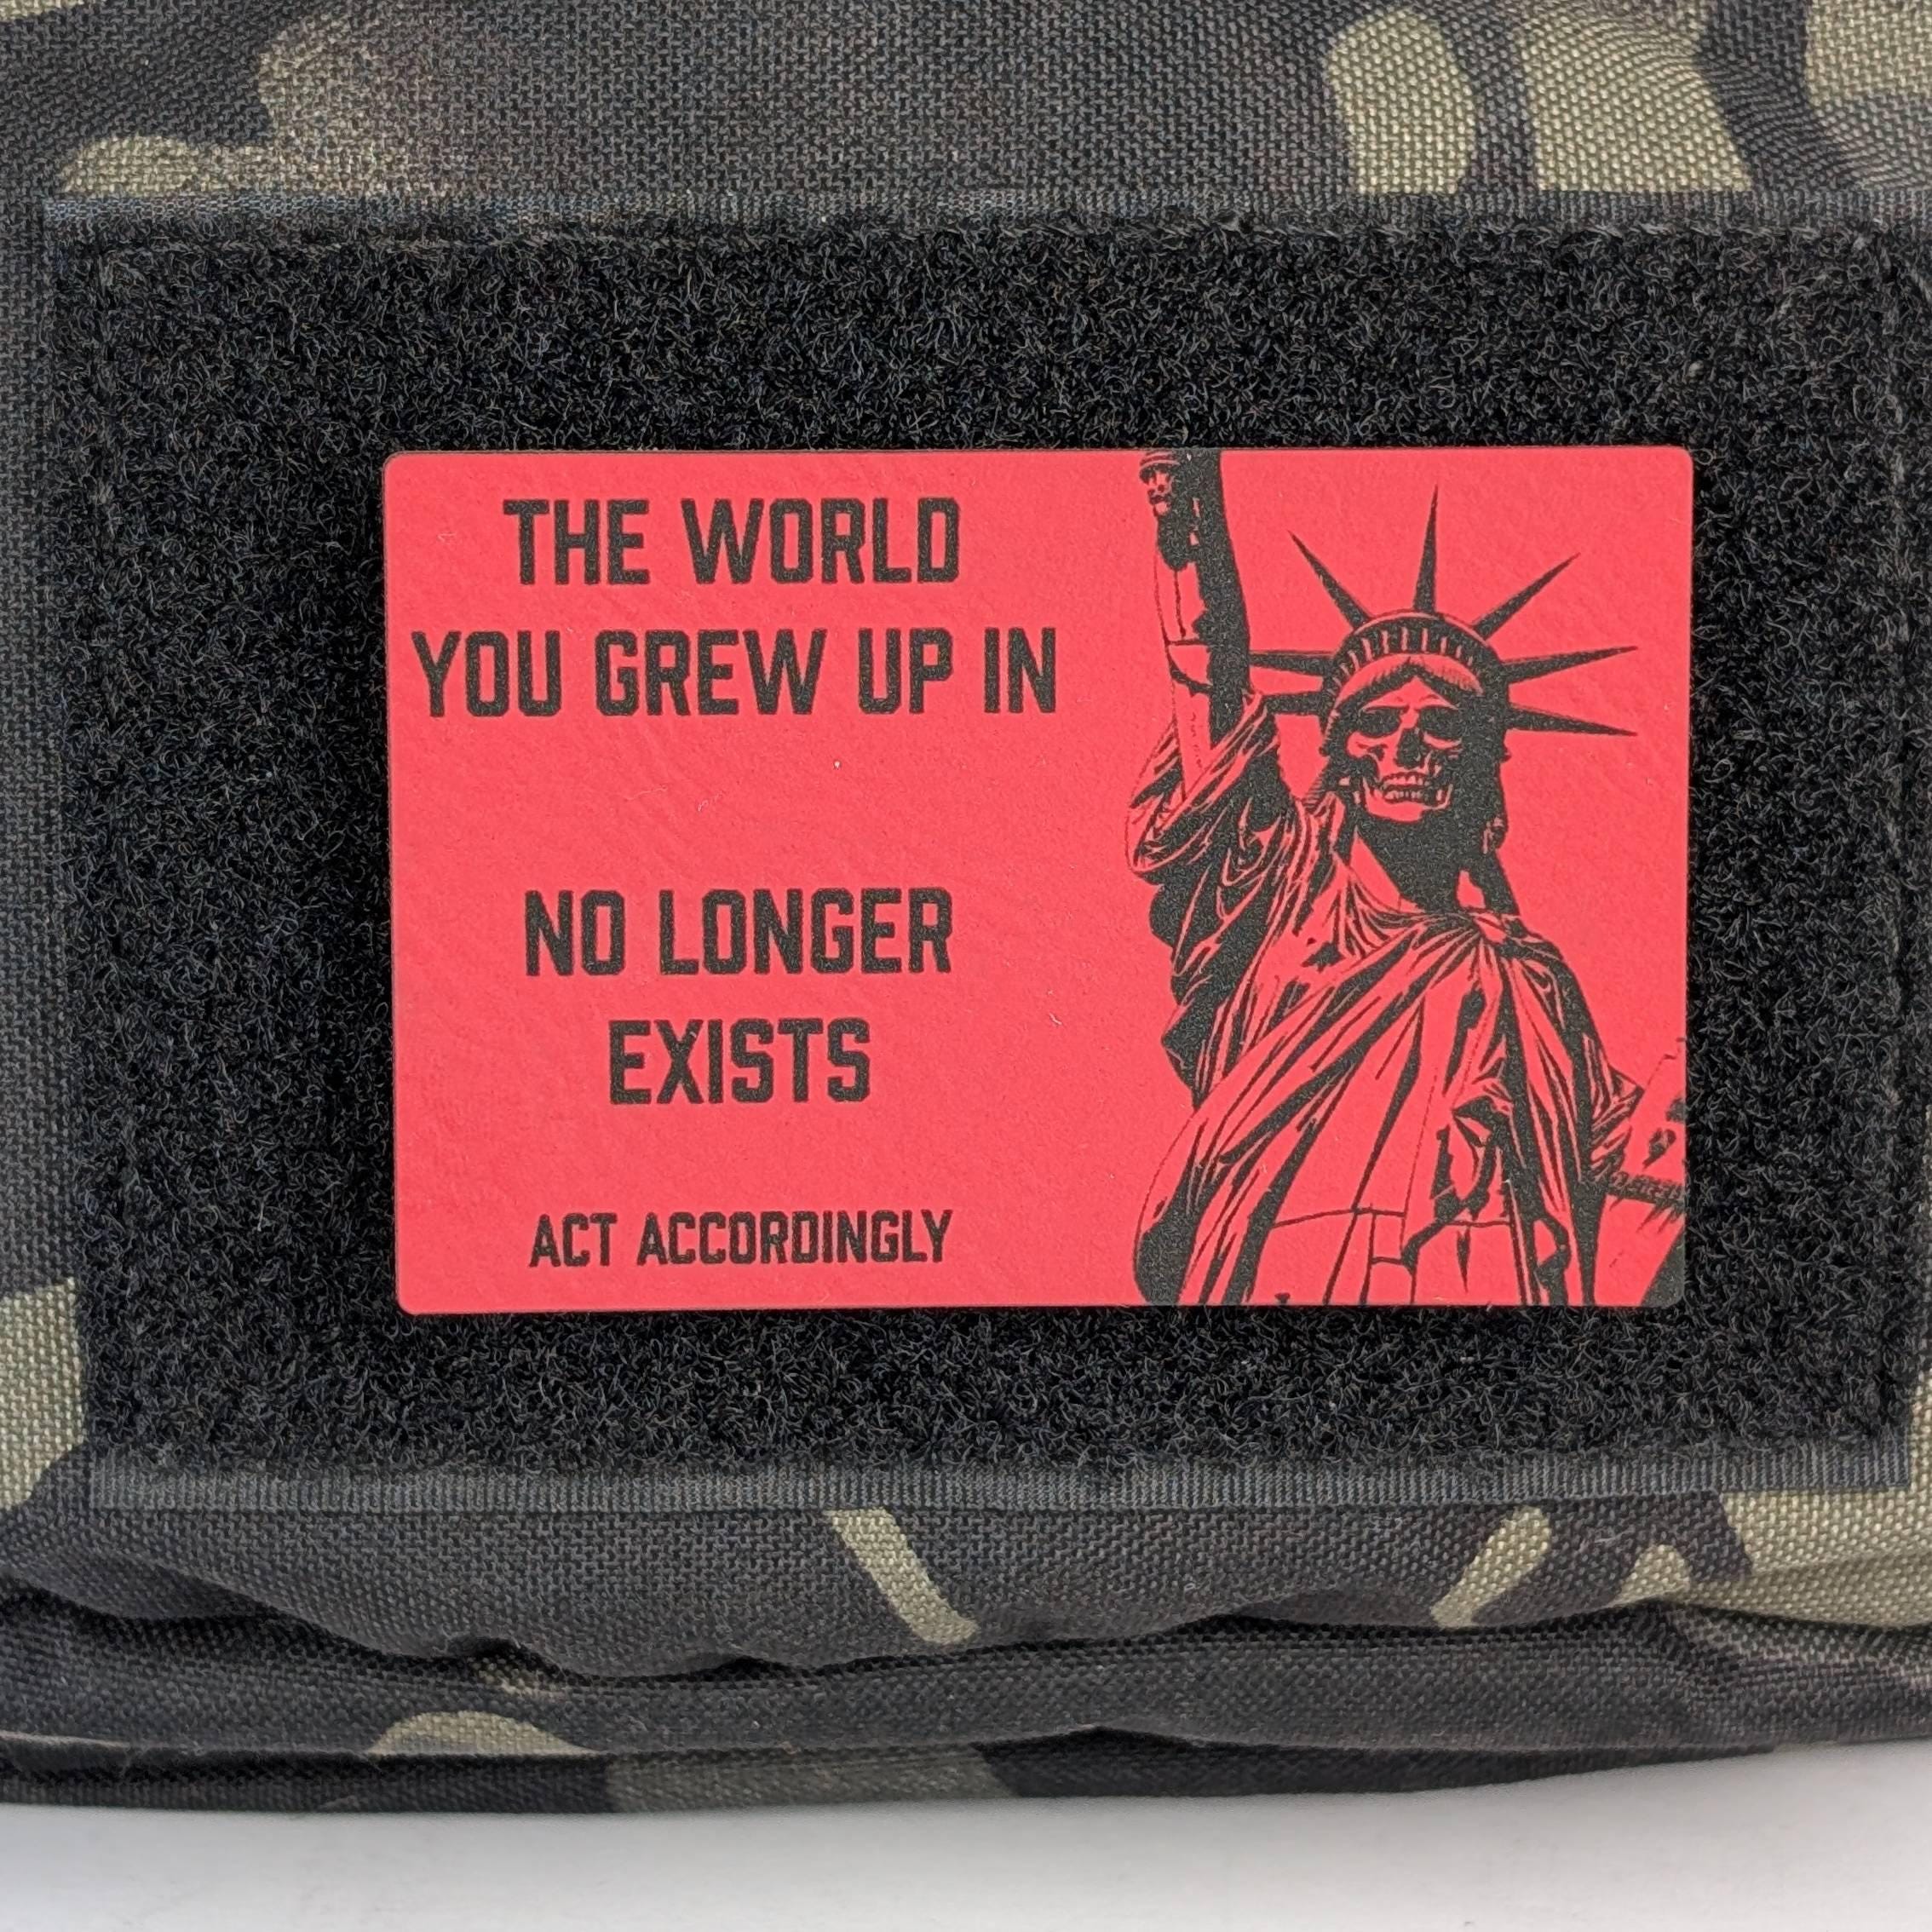 THE WORLD
YOU GREW UP IN
NO LONGER
EXISTS
ACT ACCORDINGLY